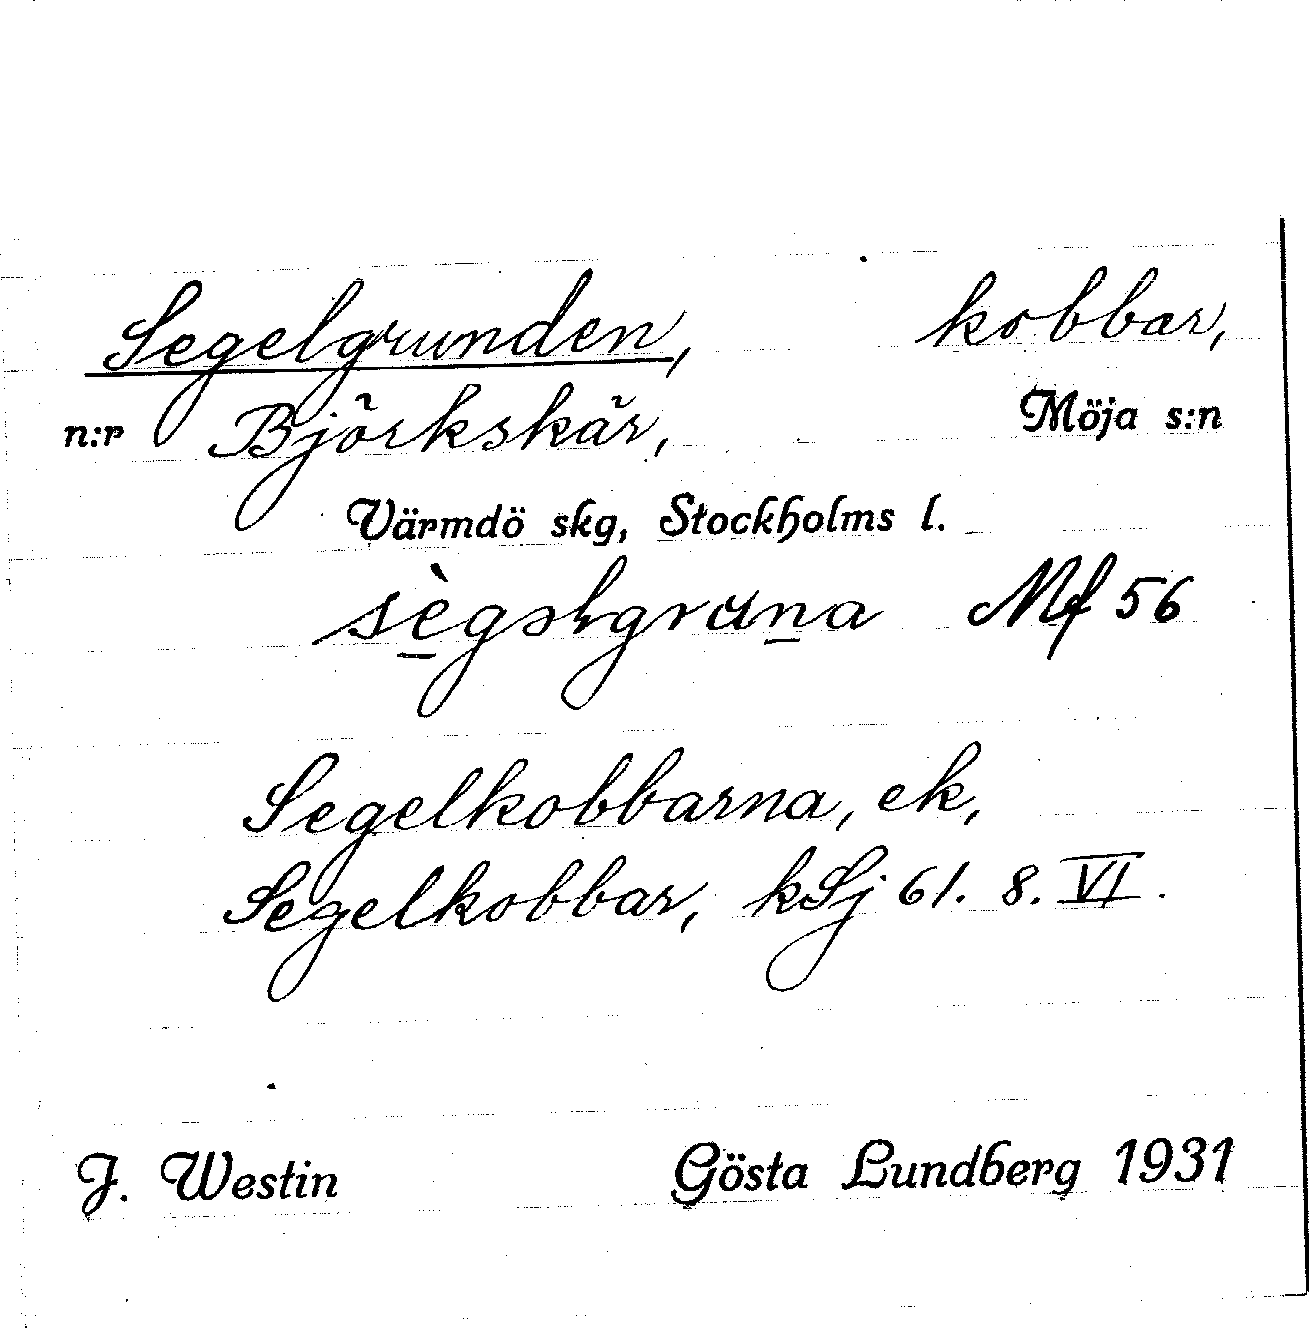 Segelgrunden, kobbar,
n:r Björkskär, Möja s:n
Värmdö skg, Stockholms l.
Mf 56
Segelkobbarna, ek,
Segelkobbar, kSj 61. 8. VI.
J. Westin Gösta Lundberg 1931